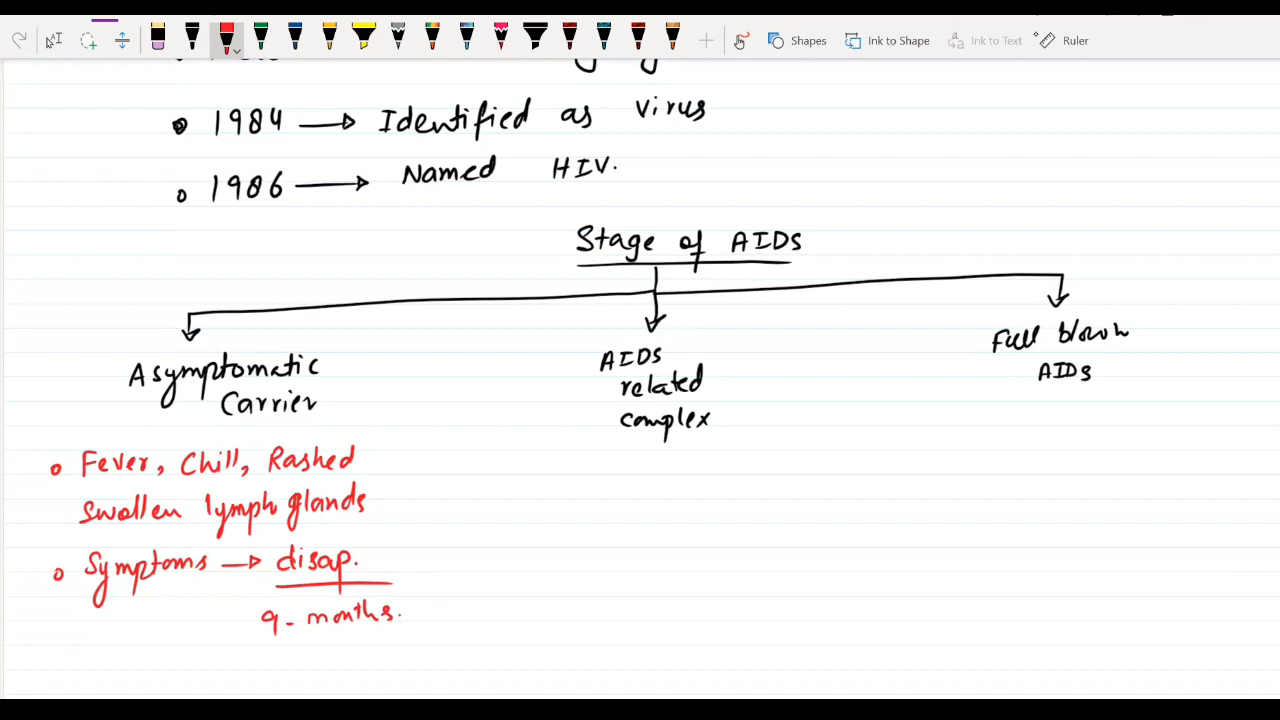 Shapes
Ink to Shape
Ink to Text
Ruler
• 1984 → Identified as virus
• 1986 → Named HIV.
Stage of AIDS
Asymptomatic
Carrier
AIDS
related
complex
Full blown
AIDS
• Fever, Chill, Rashed
Swollen lymph glands
• Symptoms → disap.
9- months.